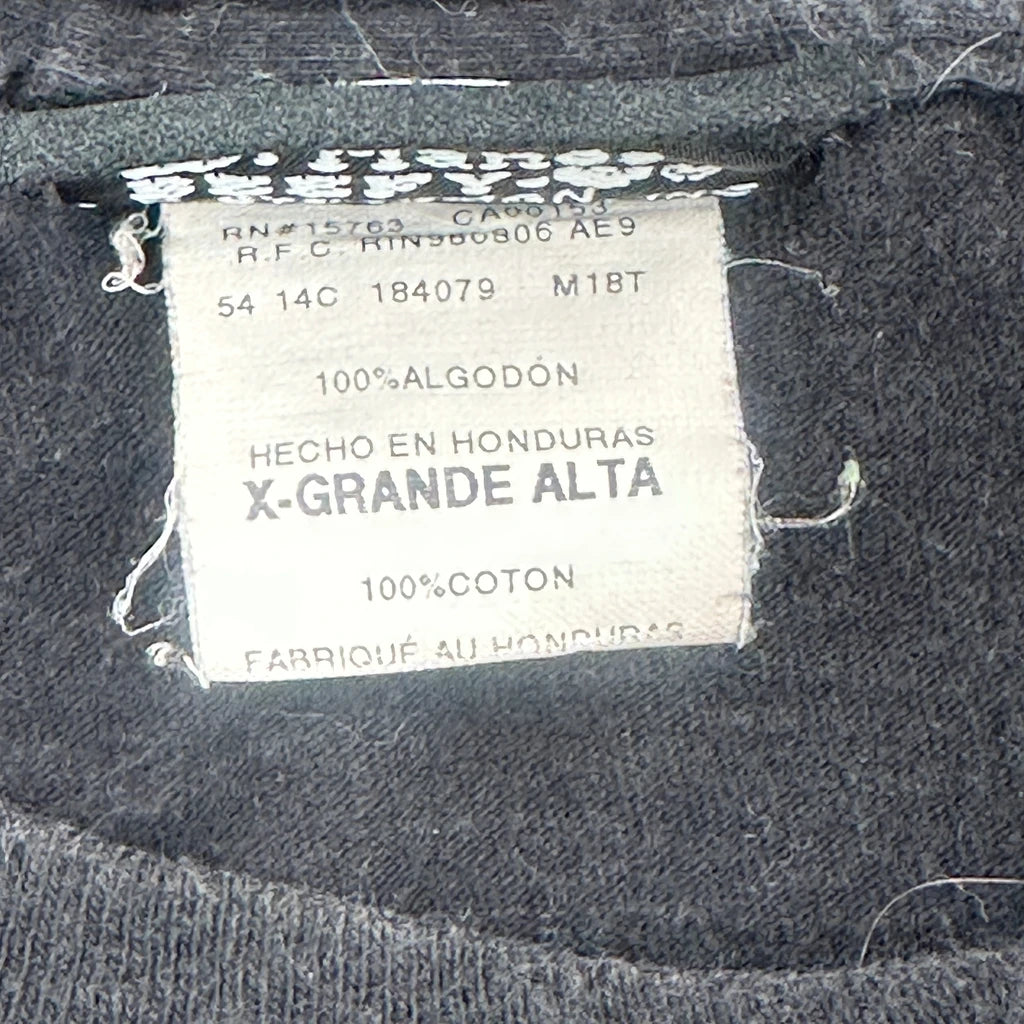 BEEFY-
RN#15763 CA00153
R.F.C. RIN980806 AE9
54 14C 184079 M18T
100%ALGODÓN
HECHO EN HONDURAS
X-GRANDE ALTA
100%COTON
FABRIQUÉ AU HONDURAS